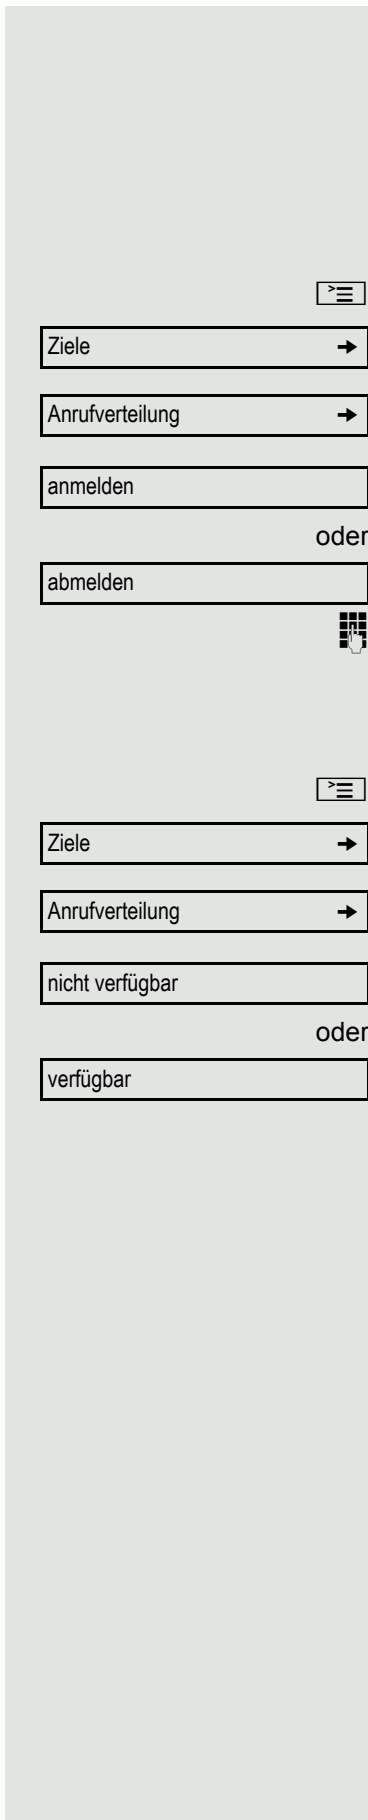 Ziele
Anrufverteilung
anmelden
oder
abmelden
Ziele
Anrufverteilung
nicht verfügbar
oder
verfügbar